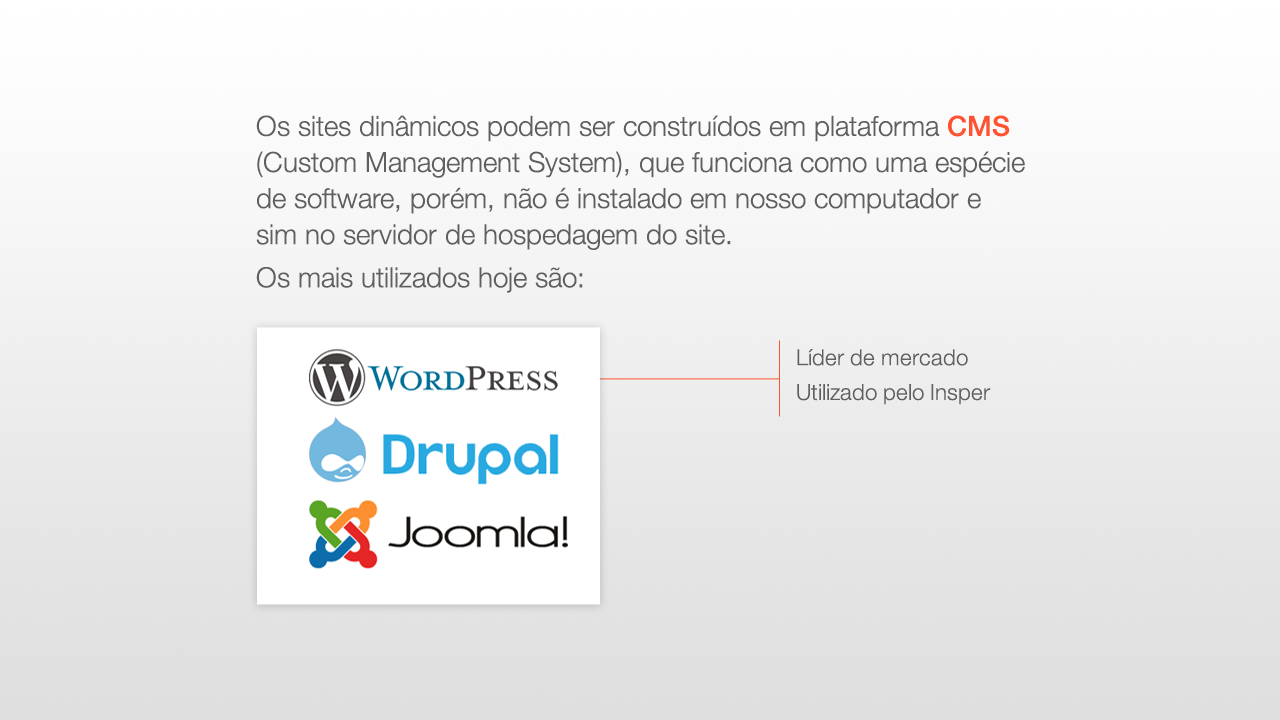 Os sites dinâmicos podem ser construídos em plataforma CMS
(Custom Management System), que funciona como uma espécie
de software, porém, não é instalado em nosso computador e
sim no servidor de hospedagem do site.
Os mais utilizados hoje são:
WORDPRESS
Líder de mercado
Utilizado pelo Insper
Drupal
Joomla!